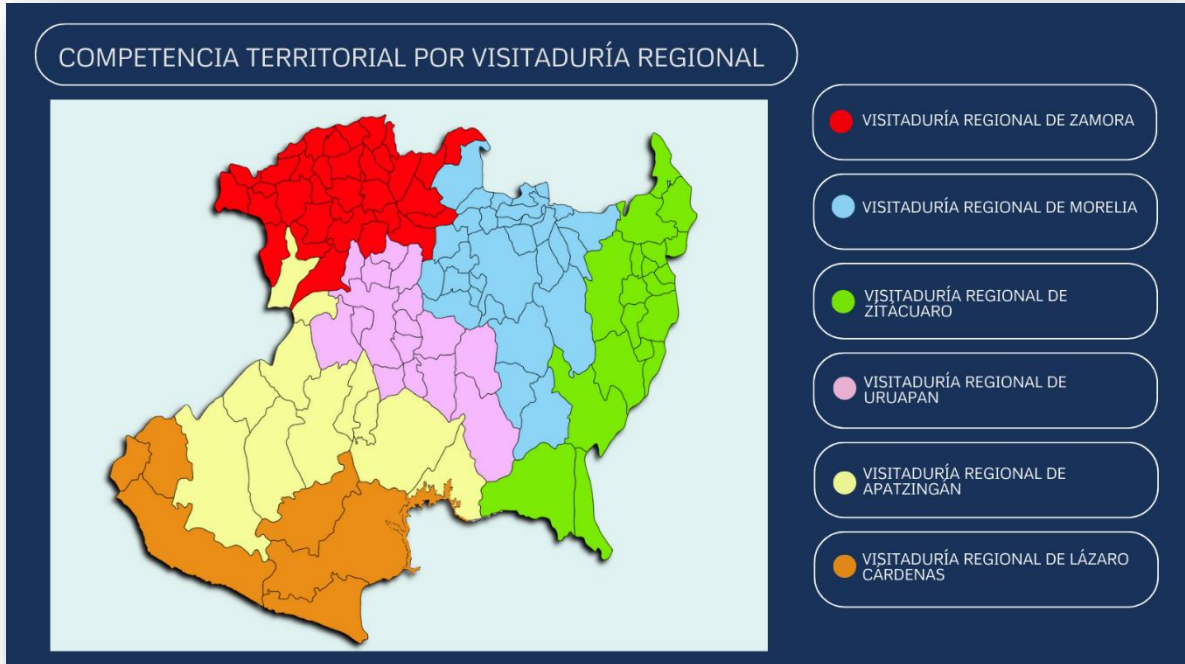 COMPETENCIA TERRITORIAL POR VISITADURÍA REGIONAL
VISITADURÍA REGIONAL DE ZAMORA
VISITADURÍA REGIONAL DE MORELIA
VISITADURÍA REGIONAL DE
ZITÁCUARO
VISITADURÍA REGIONAL DE
URUAPAN
VISITADURÍA REGIONAL DE
APATZINGÁN
VISITADURÍA REGIONAL DE LÁZARO
CÁRDENAS